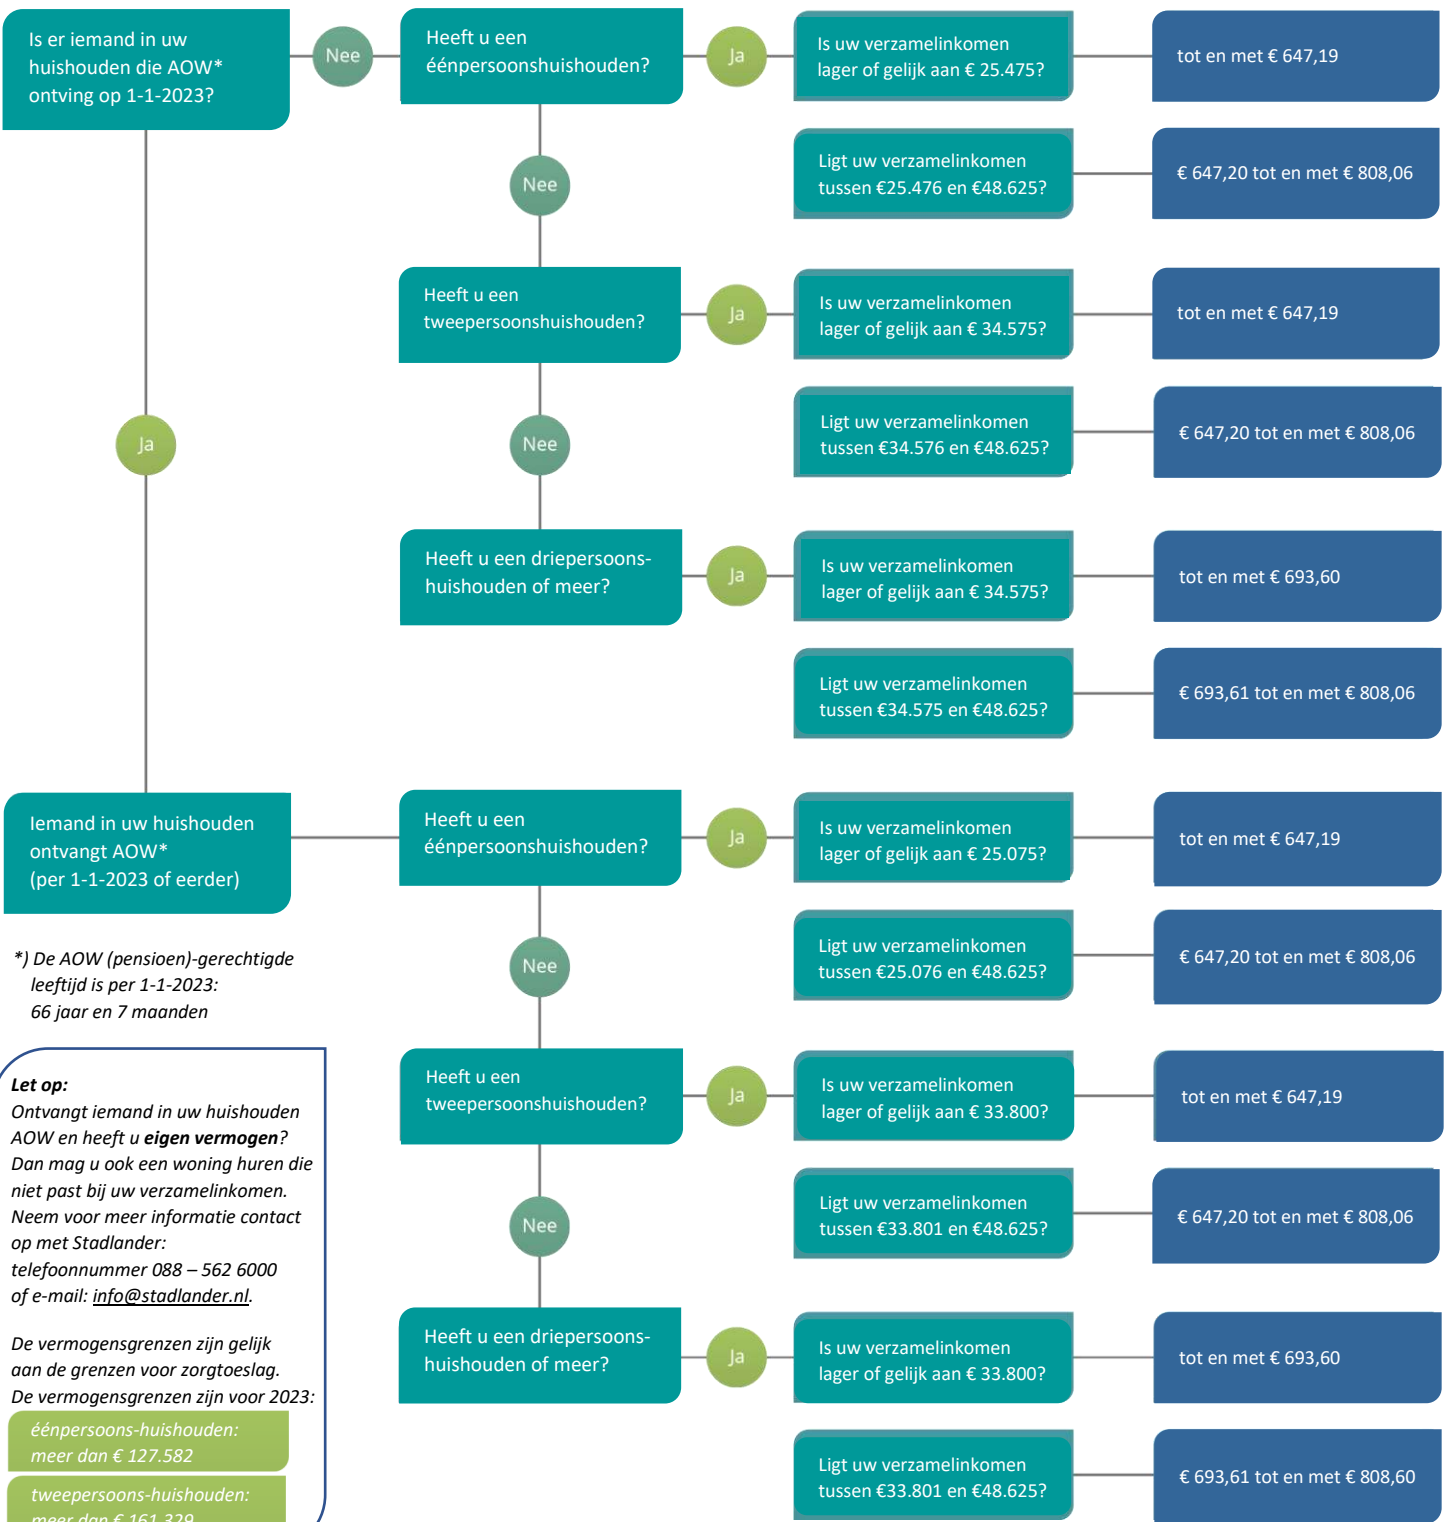 Is er iemand in uw
huishouden die AOW*
ontving op 1-1-2023?
Nee
Heeft u een
éénpersoonshuishouden?
Ja
Is uw verzamelinkomen
lager of gelijk aan € 25.475?
tot en met € 647,19
Ligt uw verzamelinkomen
tussen €25.476 en €48.625?
€ 647,20 tot en met € 808,06
Nee
Heeft u een
tweepersoonshuishouden?
Ja
Is uw verzamelinkomen
lager of gelijk aan € 34.575?
tot en met € 647,19
Ligt uw verzamelinkomen
tussen €34.576 en €48.625?
€ 647,20 tot en met € 808,06
Nee
Heeft u een driepersoons-
huishouden of meer?
Ja
Is uw verzamelinkomen
lager of gelijk aan € 34.575?
tot en met € 693,60
Ligt uw verzamelinkomen
tussen €34.575 en €48.625?
€ 693,61 tot en met € 808,06
Ja
Iemand in uw huishouden
ontvangt AOW*
(per 1-1-2023 of eerder)
Heeft u een
éénpersoonshuishouden?
Ja
Is uw verzamelinkomen
lager of gelijk aan € 25.075?
tot en met € 647,19
Ligt uw verzamelinkomen
tussen €25.076 en €48.625?
€ 647,20 tot en met € 808,06
Nee
Heeft u een
tweepersoonshuishouden?
Ja
Is uw verzamelinkomen
lager of gelijk aan € 33.800?
tot en met € 647,19
Ligt uw verzamelinkomen
tussen €33.801 en €48.625?
€ 647,20 tot en met € 808,06
Nee
Heeft u een driepersoons-
huishouden of meer?
Ja
Is uw verzamelinkomen
lager of gelijk aan € 33.800?
tot en met € 693,60
Ligt uw verzamelinkomen
tussen €33.801 en €48.625?
€ 693,61 tot en met € 808,60
*) De AOW (pensioen)-gerechtigde
leeftijd is per 1-1-2023:
66 jaar en 7 maanden
Let op:
Ontvangt iemand in uw huishouden
AOW en heeft u eigen vermogen?
Dan mag u ook een woning huren die
niet past bij uw verzamelinkomen.
Neem voor meer informatie contact
op met Stadlander:
telefoonnummer 088 – 562 6000
of e-mail: info@stadlander.nl.
De vermogensgrenzen zijn gelijk
aan de grenzen voor zorgtoeslag.
De vermogensgrenzen zijn voor 2023:
éénpersoons-huishouden:
meer dan € 127.582
tweepersoons-huishouden:
meer dan € 161.329